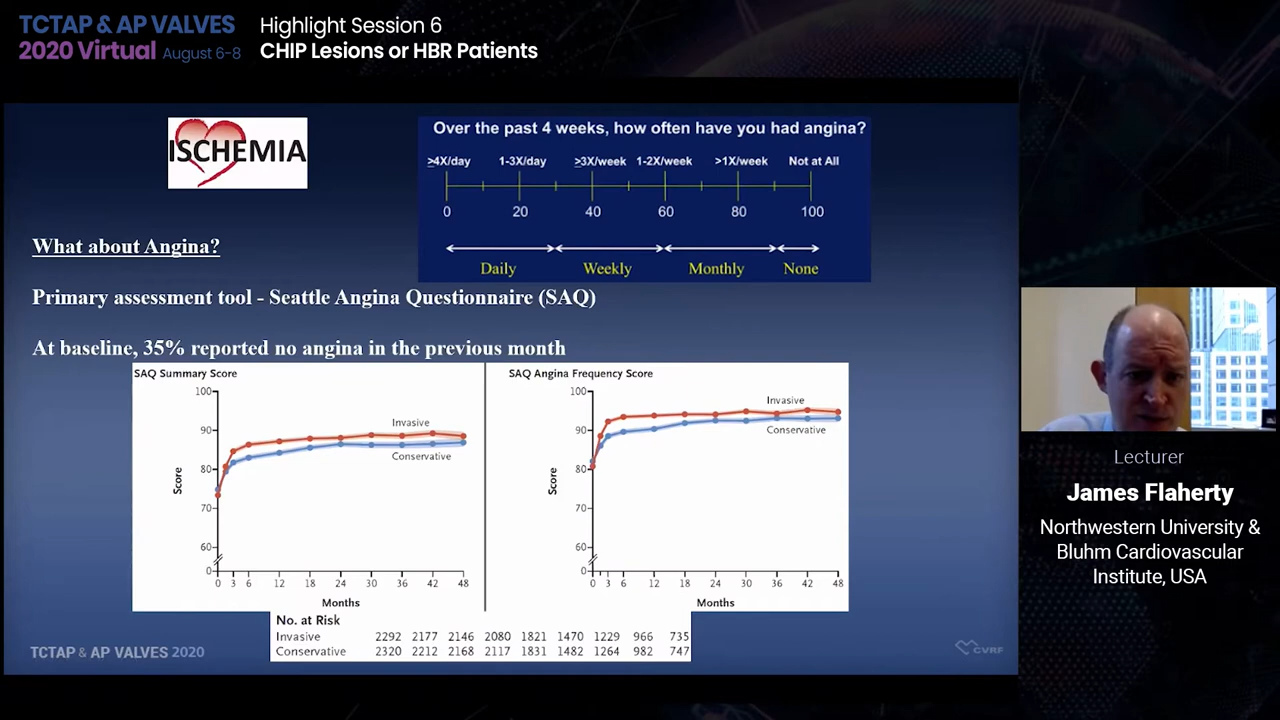 TCTAP & AP VALVES
2020 Virtual August 6-8
Highlight Session 6
CHIP Lesions or HBR Patients
ISCHEMIA
Over the past 4 weeks, how often have you had angina?
≥4X/day 1-3X/day ≥3X/week 1-2X/week >1X/week Not at All
0 20 40 60 80 100
Daily Weekly Monthly None
What about Angina?
Primary assessment tool - Seattle Angina Questionnaire (SAQ)
At baseline, 35% reported no angina in the previous month
SAQ Summary Score
100
90
80
70
60
0
Score
Invasive
Conservative
0 3 6 12 18 24 30 36 42 48
Months
SAQ Angina Frequency Score
100
90
80
70
60
0
Score
Invasive
Conservative
0 3 6 12 18 24 30 36 42 48
Months
No. at Risk
Invasive 2292 2177 2146 2080 1821 1470 1229 966 735
Conservative 2320 2212 2168 2117 1831 1482 1264 982 747
TCTAP & AP VALVES 2020
CVRF
Lecturer
James Flaherty
Northwestern University &
Bluhm Cardiovascular
Institute, USA